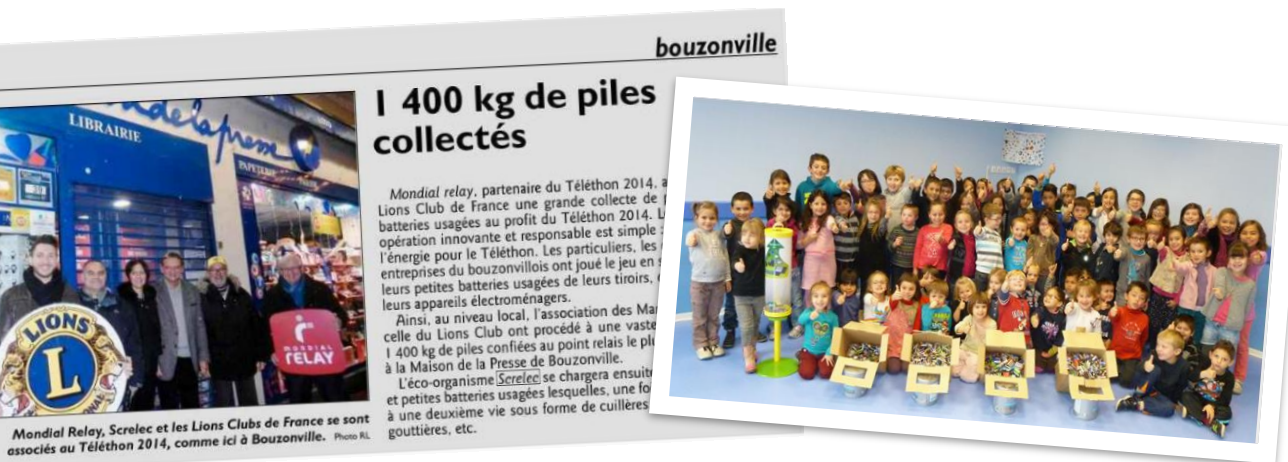 bouzonville
delapresse
LIBRAIRIE
PAPETERIE
LIONS
L
MONDIAL
RELAY
1 400 kg de piles
collectés
Mondial relay, partenaire du Téléthon 2014,
Lions Club de France une grande collecte de
batteries usagées au profit du Téléthon 2014.
opération innovante et responsable est simple :
l'énergie pour le Téléthon. Les particuliers, les
entreprises du bouzonvillois ont joué le jeu en
leurs petites batteries usagées de leurs tiroirs,
leurs appareils électroménagers.
Ainsi, au niveau local, l'association des
celle du Lions Club ont procédé à une vaste
1 400 kg de piles confiées au point relais le
à la Maison de la Presse de Bouzonville.
L'éco-organisme Screlec se chargera ensuite
et petites batteries usagées lesquelles, une
à une deuxième vie sous forme de cuillères
gouttières, etc.
Mondial Relay, Screlec et les Lions Clubs de France se sont
associés au Téléthon 2014, comme ici à Bouzonville. Photo RL